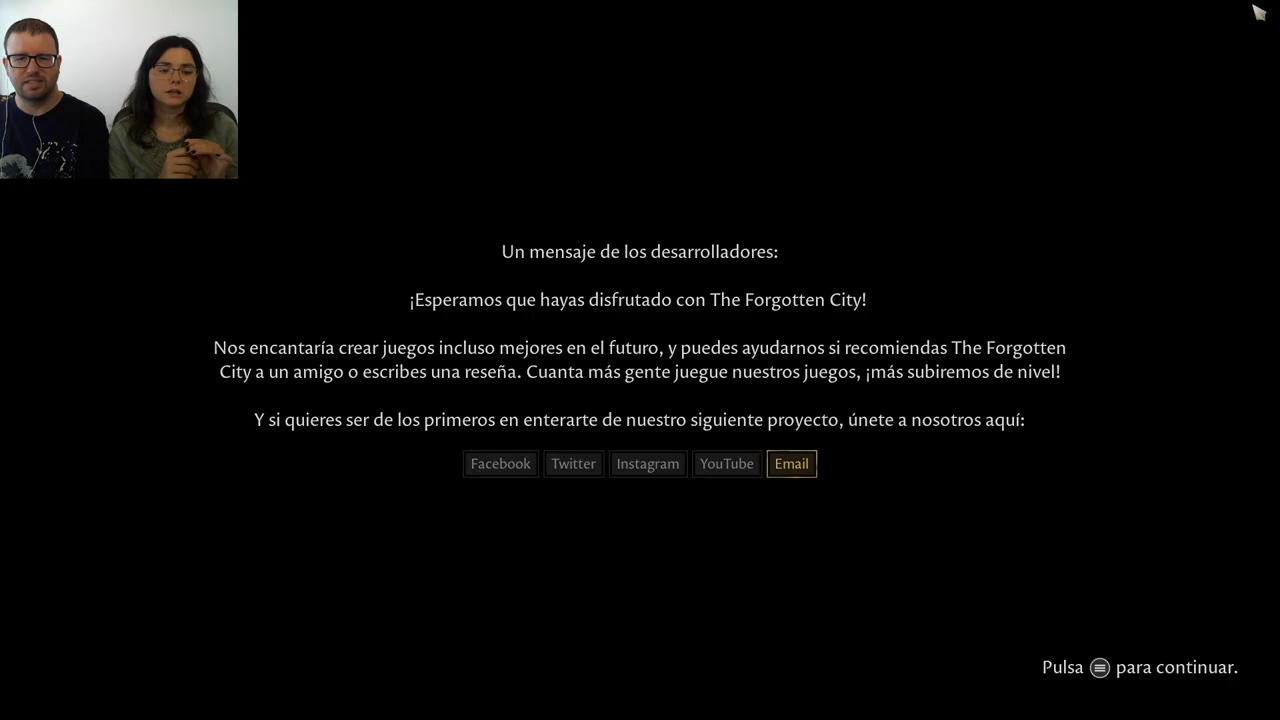 Un mensaje de los desarrolladores:
¡Esperamos que hayas disfrutado con The Forgotten City!
Nos encantaría crear juegos incluso mejores en el futuro, y puedes ayudarnos si recomiendas The Forgotten
City a un amigo o escribes una reseña. Cuanta más gente juegue nuestros juegos, ¡más subiremos de nivel!
Y si quieres ser de los primeros en enterarte de nuestro siguiente proyecto, únete a nosotros aquí:
Facebook Twitter Instagram YouTube Email
Pulsa para continuar.